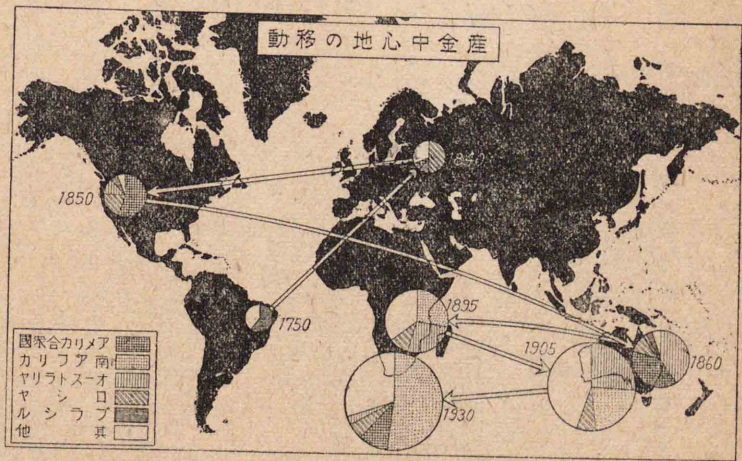 産金中心地の移動
1840
1850
1750
1895
1905
1860
1930
アメリカ合衆國
南アフリカ
オーストラリヤ
ロシヤ
ブラシル
其他